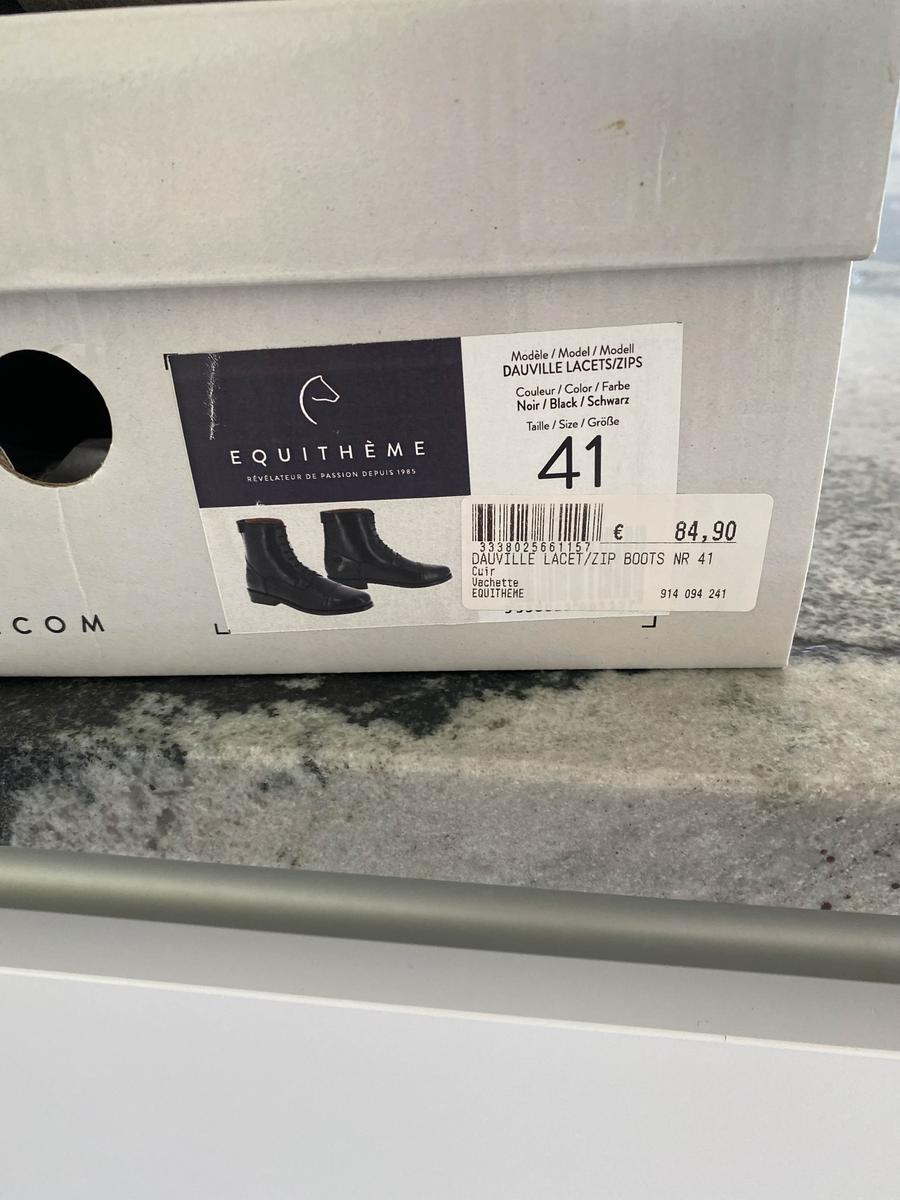 EQUITHÈME
RÉVÉLATEUR DE PASSION DEPUIS 1985
Modèle / Model / Modell
DAUVILLE LACETS/ZIPS
Couleur / Color / Farbe
Noir / Black / Schwarz
Taille / Size / Größe
41
€ 84,90
3338025661157
DAUVILLE LACET/ZIP BOOTS NR 41
Cuir
Vachette
EQUITHEME 914 094 241
.COM